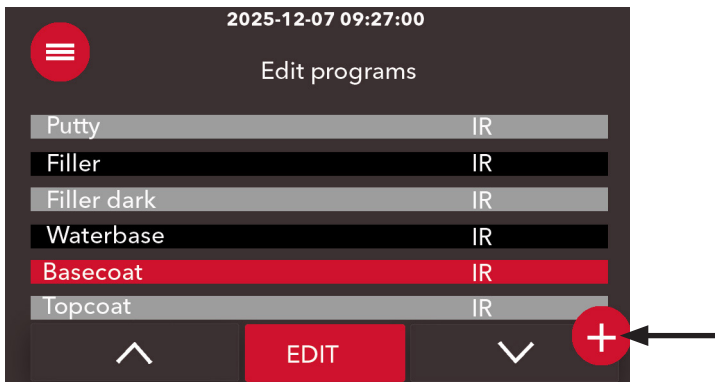 2025-12-07 09:27:00
Edit programs
Putty IR
Filler IR
Filler dark IR
Waterbase IR
Basecoat IR
Topcoat IR
EDIT
+